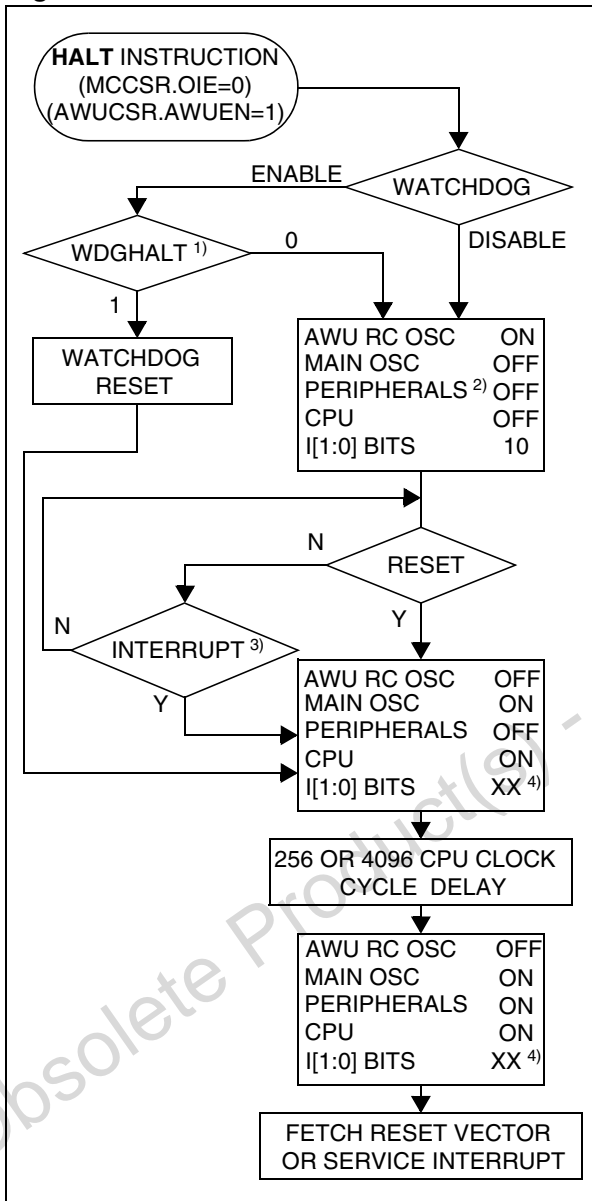 HALT INSTRUCTION
(MCCSR.OIE=0)
(AWUCSR.AWUEN=1)
ENABLE
WATCHDOG
DISABLE
WDGHALT 1)
0
1
WATCHDOG
RESET
AWU RC OSC ON
MAIN OSC OFF
PERIPHERALS 2) OFF
CPU OFF
I[1:0] BITS 10
N
RESET
Y
N
INTERRUPT 3)
Y
AWU RC OSC OFF
MAIN OSC ON
PERIPHERALS OFF
CPU ON
I[1:0] BITS XX 4)
256 OR 4096 CPU CLOCK
CYCLE DELAY
AWU RC OSC OFF
MAIN OSC ON
PERIPHERALS ON
CPU ON
I[1:0] BITS XX 4)
FETCH RESET VECTOR
OR SERVICE INTERRUPT
Obsolete Product(s) -